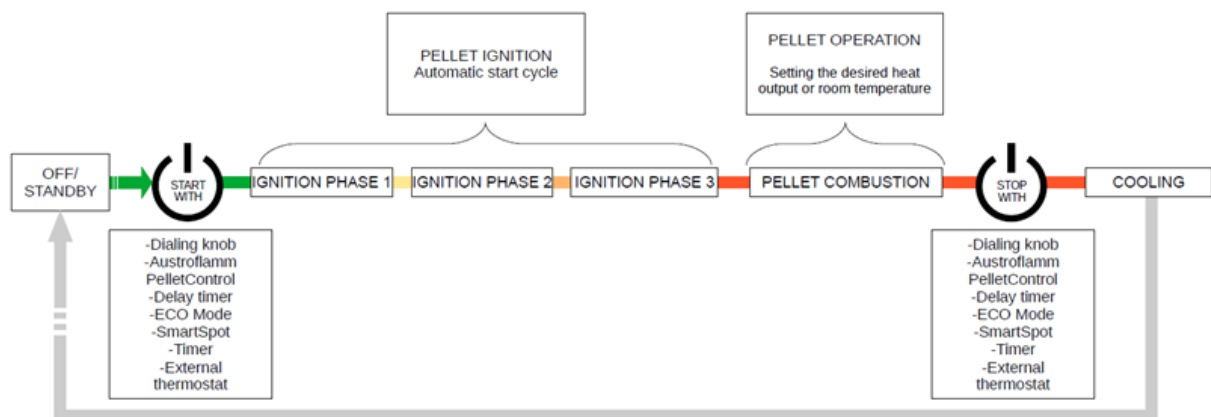 PELLET IGNITION
Automatic start cycle
PELLET OPERATION
Setting the desired heat
output or room temperature
OFF/
STANDBY
START
WITH
IGNITION PHASE 1
IGNITION PHASE 2
IGNITION PHASE 3
PELLET COMBUSTION
STOP
WITH
COOLING
-Dialing knob
-Austroflamm
PelletControl
-Delay timer
-ECO Mode
-SmartSpot
-Timer
-External
thermostat
-Dialing knob
-Austroflamm
PelletControl
-Delay timer
-ECO Mode
-SmartSpot
-Timer
-External
thermostat